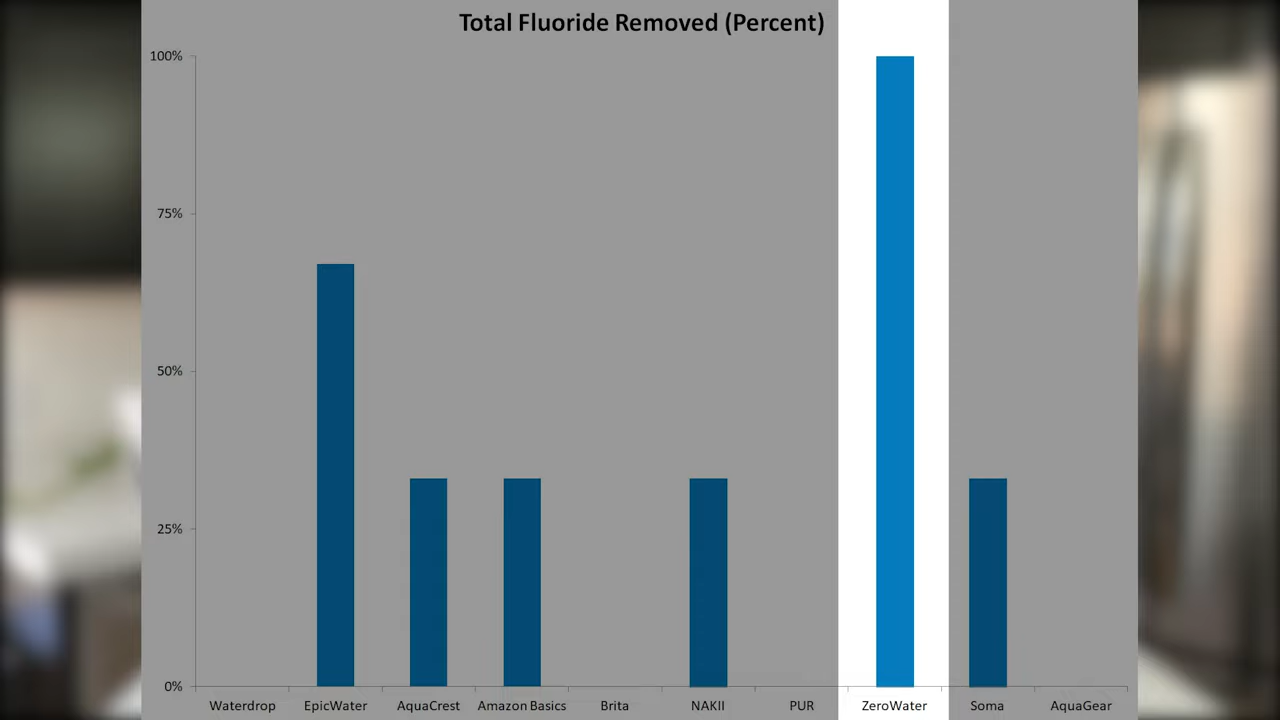 Total Fluoride Removed (Percent)
100%
75%
50%
25%
0%
Waterdrop EpicWater AquaCrest Amazon Basics Brita NAKII PUR ZeroWater Soma AquaGear